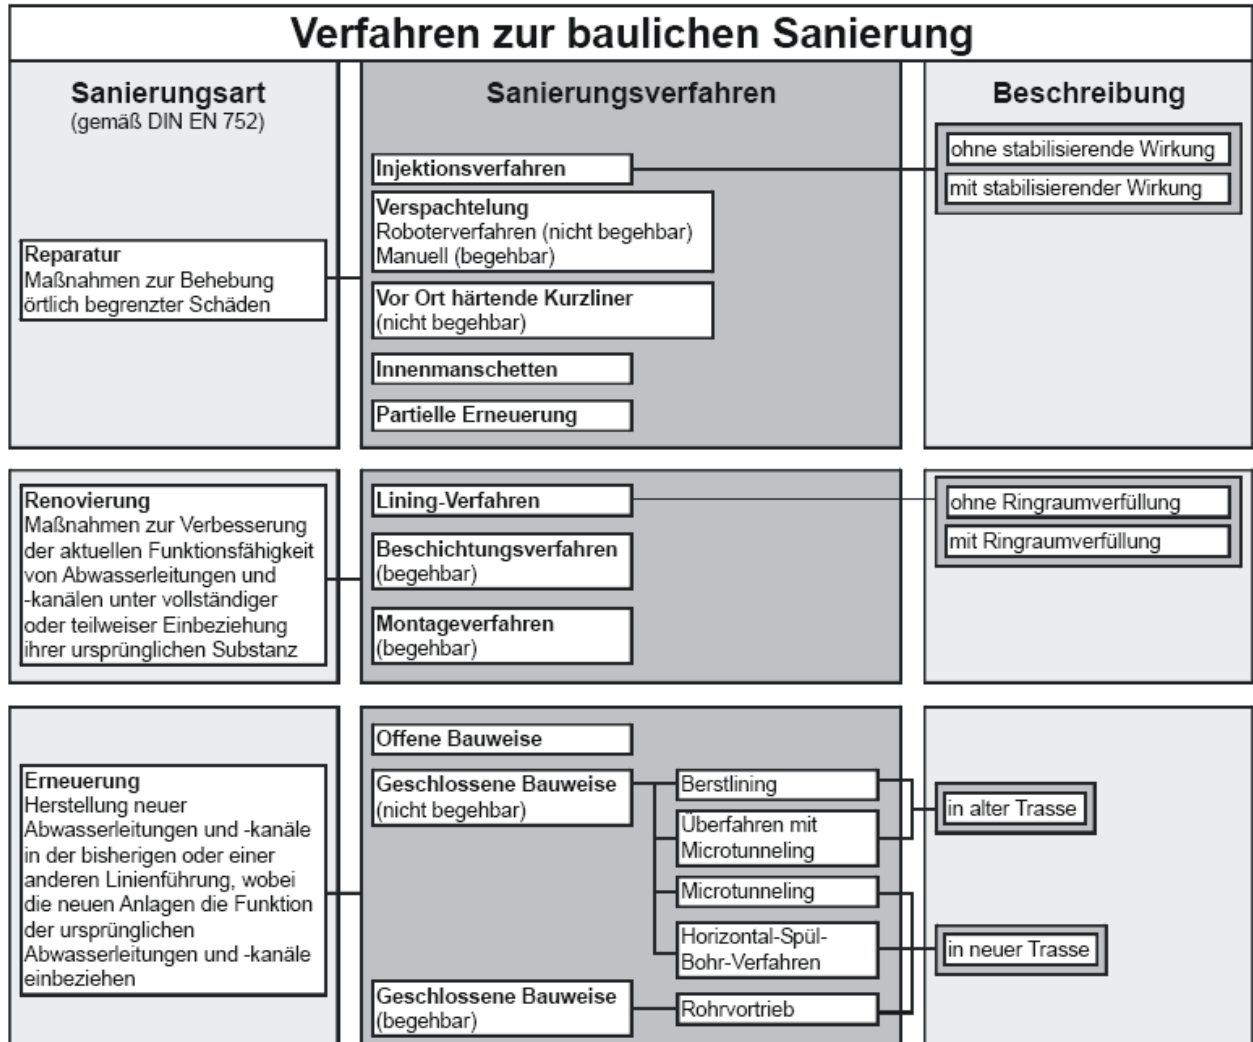 Verfahren zur baulichen Sanierung
Sanierungsart
(gemäß DIN EN 752)
Sanierungsverfahren
Beschreibung
Reparatur
Maßnahmen zur Behebung
örtlich begrenzter Schäden
Injektionsverfahren
Verspachtelung
Roboterverfahren (nicht begehbar)
Manuell (begehbar)
Vor Ort härtende Kurzliner
(nicht begehbar)
Innenmanschetten
Partielle Erneuerung
ohne stabilisierende Wirkung
mit stabilisierender Wirkung
Renovierung
Maßnahmen zur Verbesserung
der aktuellen Funktionsfähigkeit
von Abwasserleitungen und
-kanälen unter vollständiger
oder teilweiser Einbeziehung
ihrer ursprünglichen Substanz
Lining-Verfahren
Beschichtungsverfahren
(begehbar)
Montageverfahren
(begehbar)
ohne Ringraumverfüllung
mit Ringraumverfüllung
Erneuerung
Herstellung neuer
Abwasserleitungen und -kanäle
in der bisherigen oder einer
anderen Linienführung, wobei
die neuen Anlagen die Funktion
der ursprünglichen
Abwasserleitungen und -kanäle
einbeziehen
Offene Bauweise
Geschlossene Bauweise
(nicht begehbar)
Berstlining
Überfahren mit
Microtunneling
Microtunneling
Horizontal-Spül-
Bohr-Verfahren
Geschlossene Bauweise
(begehbar)
Rohrvortrieb
in alter Trasse
in neuer Trasse